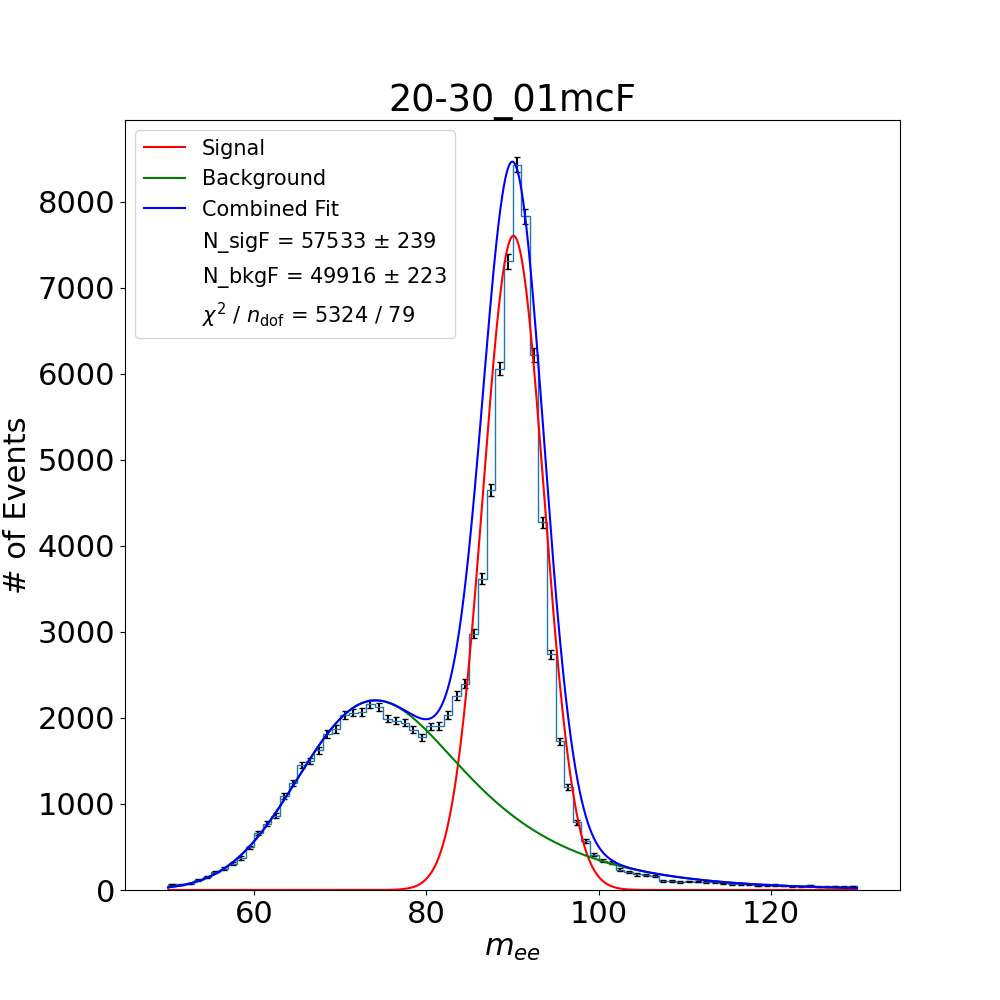 20-30_01mcF
Signal
Background
Combined Fit
N_sigF = 57533 ± 239
N_bkgF = 49916 ± 223
χ² / n_dof = 5324 / 79
# of Events
8000
7000
6000
5000
4000
3000
2000
1000
0
60 80 100 120
m_ee